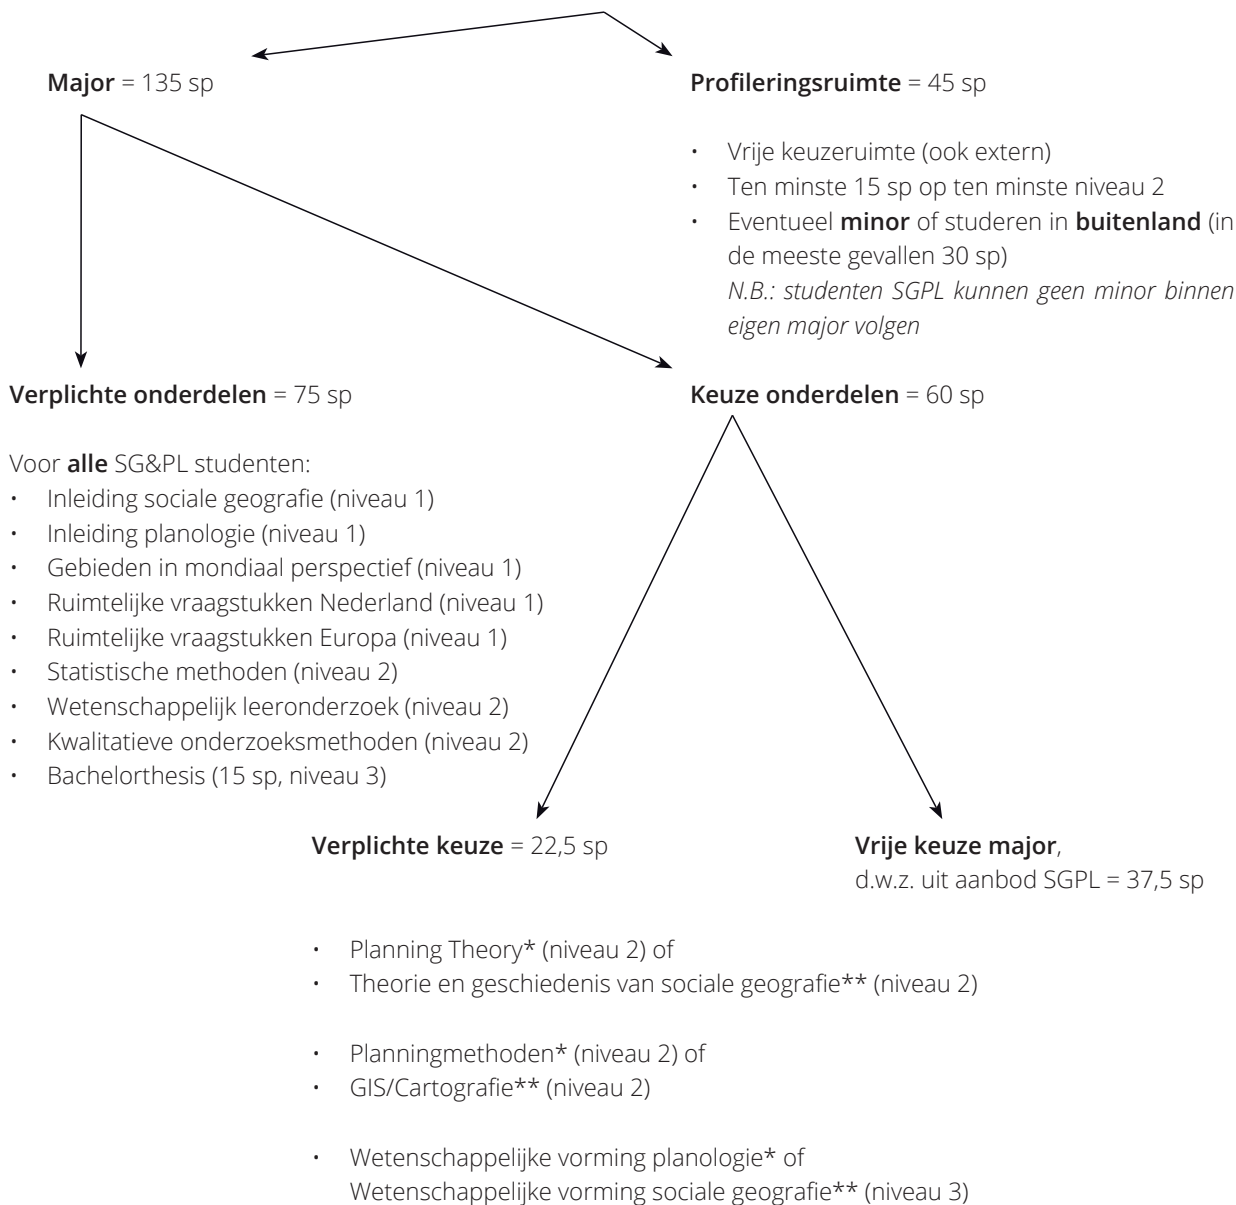 Major = 135 sp
Profileringsruimte = 45 sp
• Vrije keuzeruimte (ook extern)
• Ten minste 15 sp op ten minste niveau 2
• Eventueel minor of studeren in buitenland (in
de meeste gevallen 30 sp)
N.B.: studenten SGPL kunnen geen minor binnen
eigen major volgen
Verplichte onderdelen = 75 sp
Keuze onderdelen = 60 sp
Voor alle SG&PL studenten:
• Inleiding sociale geografie (niveau 1)
• Inleiding planologie (niveau 1)
• Gebieden in mondiaal perspectief (niveau 1)
• Ruimtelijke vraagstukken Nederland (niveau 1)
• Ruimtelijke vraagstukken Europa (niveau 1)
• Statistische methoden (niveau 2)
• Wetenschappelijk leeronderzoek (niveau 2)
• Kwalitatieve onderzoeksmethoden (niveau 2)
• Bachelorthesis (15 sp, niveau 3)
Verplichte keuze = 22,5 sp
Vrije keuze major,
d.w.z. uit aanbod SGPL = 37,5 sp
• Planning Theory* (niveau 2) of
• Theorie en geschiedenis van sociale geografie** (niveau 2)
• Planningmethoden* (niveau 2) of
• GIS/Cartografie** (niveau 2)
• Wetenschappelijke vorming planologie* of
Wetenschappelijke vorming sociale geografie** (niveau 3)